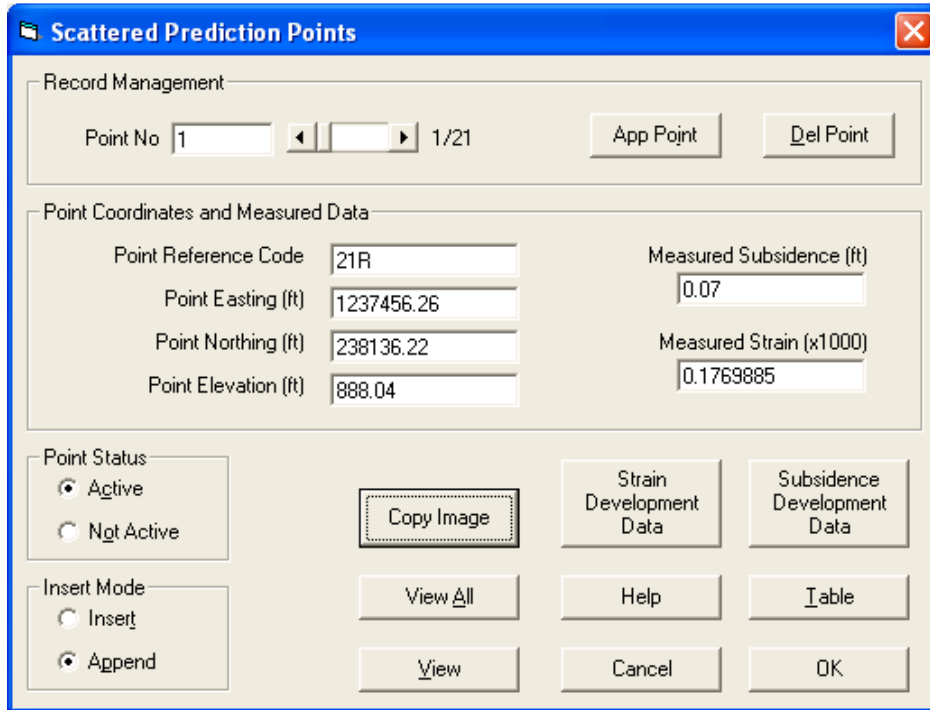 Scattered Prediction Points
Record Management
Point No 1 1/21 App Point Del Point
Point Coordinates and Measured Data
Point Reference Code 21R
Point Easting (ft) 1237456.26
Point Northing (ft) 238136.22
Point Elevation (ft) 888.04
Measured Subsidence (ft)
0.07
Measured Strain (x1000)
0.1769885
Point Status
Active
Not Active
Insert Mode
Insert
Append
Copy Image
Strain
Development
Data
Subsidence
Development
Data
View All Help Table
View Cancel OK